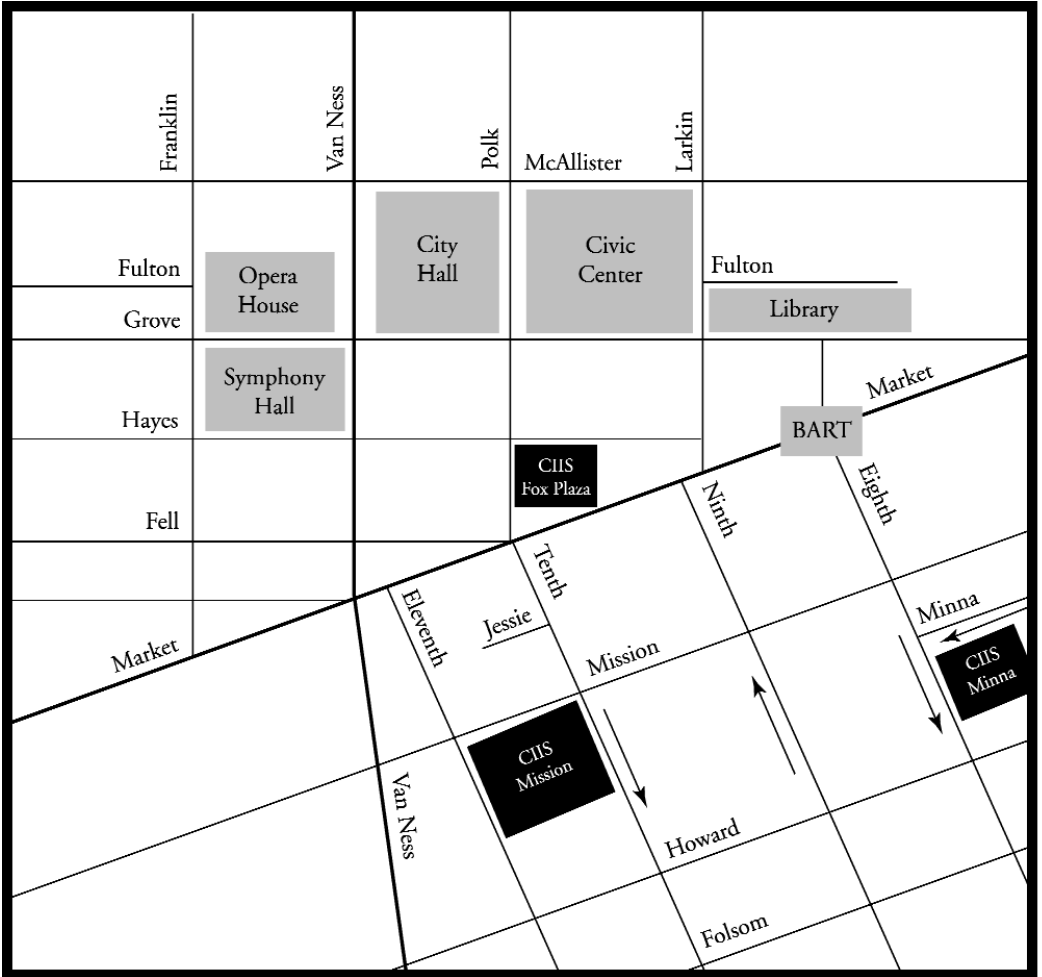 Franklin
Van Ness
Polk
McAllister
Larkin
City
Hall
Civic
Center
Fulton
Opera
House
Fulton
Grove
Library
Symphony
Hall
Market
Hayes
BART
CIIS
Fox Plaza
Eighth
Ninth
Fell
Tenth
Eleventh
Jessie
Minna
Market
Mission
CIIS
Minna
CIIS
Mission
Van Ness
Howard
Folsom